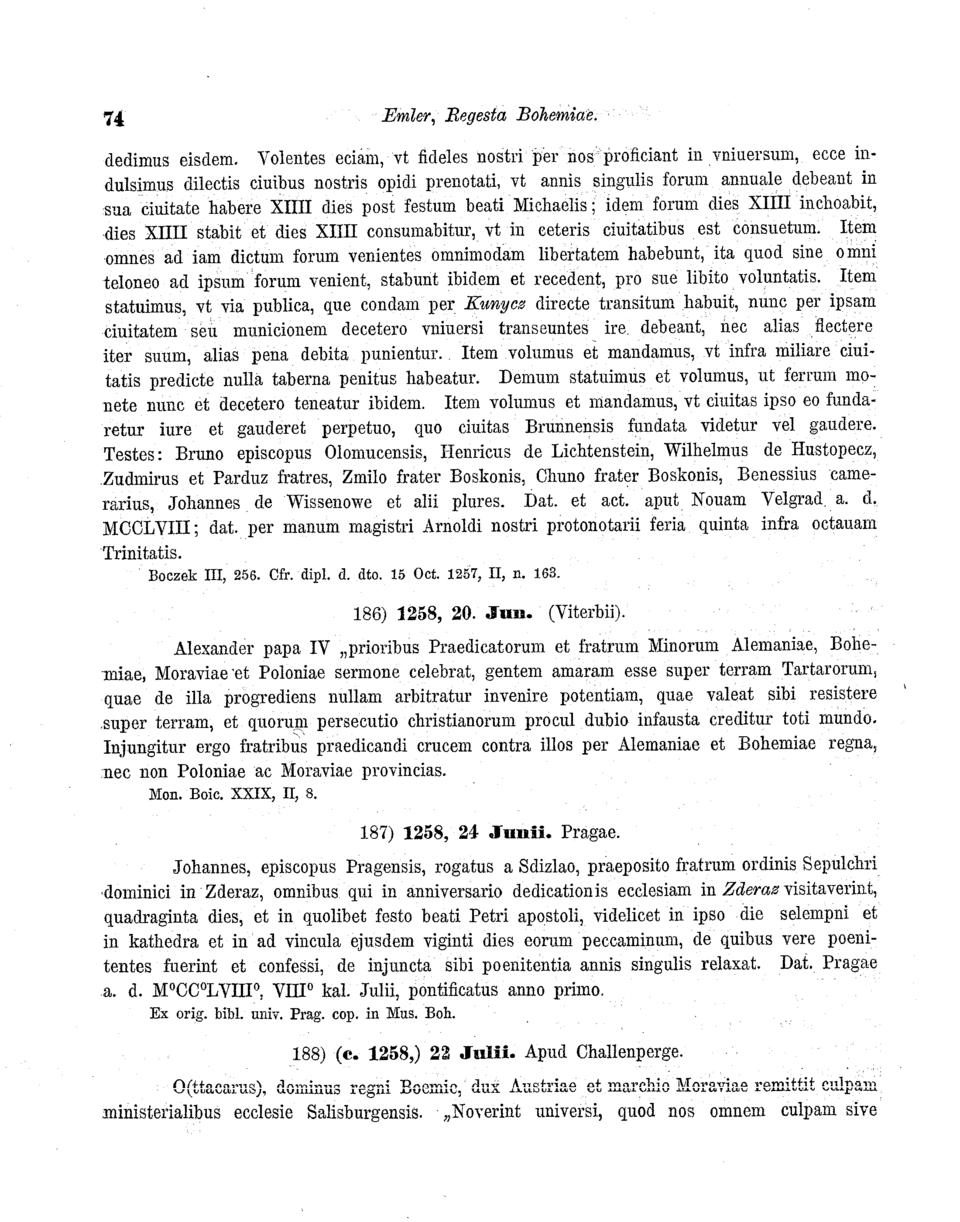 74
Emler, Regesta Bohemiae.
dedimus eisdem. Volentes eciam, vt fideles nostri per nos proficiant in vniuersum, ecce in-
dulsimus dilectis ciuibus nostris opidi prenotati, vt annis singulis forum annuale debeant in
sua ciuitate habere XIIII dies post festum beati Michaelis; idem forum dies XIIII inchoabit,
dies XIIII stabit et dies XIIII consumabitur, vt in ceteris ciuitatibus est consuetum. Item
omnes ad iam dictum forum venientes omnimodam libertatem habebunt, ita quod sine omni
teloneo ad ipsum forum venient, stabunt ibidem et recedent, pro sue libito voluntatis. Item
statuimus, vt via publica, que condam per Kunycz directe transitum habuit, nunc per ipsam
ciuitatem seu municionem decetero vniuersi transeuntes ire debeant, nec alias flectere
iter suum, alias pena debita punientur. Item volumus et mandamus, vt infra miliare ciui-
tatis predicte nulla taberna penitus habeatur. Demum statuimus et volumus, ut ferrum mo-
nete nunc et decetero teneatur ibidem. Item volumus et mandamus, vt ciuitas ipso eo funda-
retur iure et gauderet perpetuo, quo ciuitas Brunnensis fundata videtur vel gaudere.
Testes: Bruno episcopus Olomucensis, Henricus de Lichtenstein, Wilhelmus de Hustopecz,
Zudmirus et Parduz fratres, Zmilo frater Boskonis, Chuno frater Boskonis, Benessius came-
rarius, Johannes de Wissenowe et alii plures. Dat. et act. aput Nouam Velgrad a. d.
MCCLVIII; dat. per manum magistri Arnoldi nostri protonotarii feria quinta infra octauam
Trinitatis.
Boczek III, 256. Cfr. dipl. d. dto. 15 Oct. 1257, II, n. 163.
186) 1258, 20. Jun. (Viterbii).
Alexander papa IV „prioribus Praedicatorum et fratrum Minorum Alemaniae, Bohe-
miae, Moraviae et Poloniae sermone celebrat, gentem amaram esse super terram Tartarorum,
quae de illa progrediens nullam arbitratur invenire potentiam, quae valeat sibi resistere
super terram, et quorum persecutio christianorum procul dubio infausta creditur toti mundo.
Injungitur ergo fratribus praedicandi crucem contra illos per Alemaniae et Bohemiae regna,
nec non Poloniae ac Moraviae provincias.
Mon. Boic. XXIX, II, 8.
187) 1258, 24 Junii. Pragae.
Johannes, episcopus Pragensis, rogatus a Sdizlao, praeposito fratrum ordinis Sepulchri
dominici in Zderaz, omnibus qui in anniversario dedicationis ecclesiam in Zderaz visitaverint,
quadraginta dies, et in quolibet festo beati Petri apostoli, videlicet in ipso die selempni et
in kathedra et in ad vincula ejusdem viginti dies eorum peccaminum, de quibus vere poeni-
tentes fuerint et confessi, de injuncta sibi poenitentia annis singulis relaxat. Dat. Pragae
a. d. M⁰CC⁰LVIII⁰, VIII⁰ kal. Julii, pontificatus anno primo.
Ex orig. bibl. univ. Prag. cop. in Mus. Boh.
188) (c. 1258,) 22 Julii. Apud Challenperge.
O(ttacarus), dominus regni Boemic, dux Austriae et marchio Moraviae remittit culpam
ministerialibus ecclesie Salisburgensis. „Noverint universi, quod nos omnem culpam sive